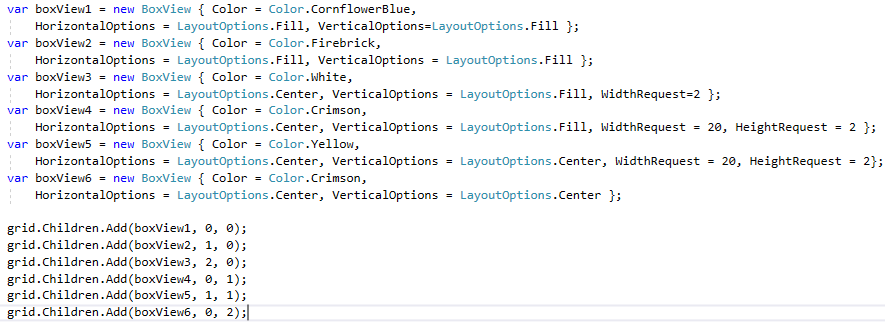 var boxView1 = new BoxView { Color = Color.CornflowerBlue,
    HorizontalOptions = LayoutOptions.Fill, VerticalOptions=LayoutOptions.Fill };
var boxView2 = new BoxView { Color = Color.Firebrick,
    HorizontalOptions = LayoutOptions.Fill, VerticalOptions = LayoutOptions.Fill };
var boxView3 = new BoxView { Color = Color.White,
    HorizontalOptions = LayoutOptions.Center, VerticalOptions = LayoutOptions.Fill, WidthRequest=2 };
var boxView4 = new BoxView { Color = Color.Crimson,
    HorizontalOptions = LayoutOptions.Center, VerticalOptions = LayoutOptions.Fill, WidthRequest = 20, HeightRequest = 2 };
var boxView5 = new BoxView { Color = Color.Yellow,
    HorizontalOptions = LayoutOptions.Center, VerticalOptions = LayoutOptions.Center, WidthRequest = 20, HeightRequest = 2};
var boxView6 = new BoxView { Color = Color.Crimson,
    HorizontalOptions = LayoutOptions.Center, VerticalOptions = LayoutOptions.Center };

grid.Children.Add(boxView1, 0, 0);
grid.Children.Add(boxView2, 1, 0);
grid.Children.Add(boxView3, 2, 0);
grid.Children.Add(boxView4, 0, 1);
grid.Children.Add(boxView5, 1, 1);
grid.Children.Add(boxView6, 0, 2);